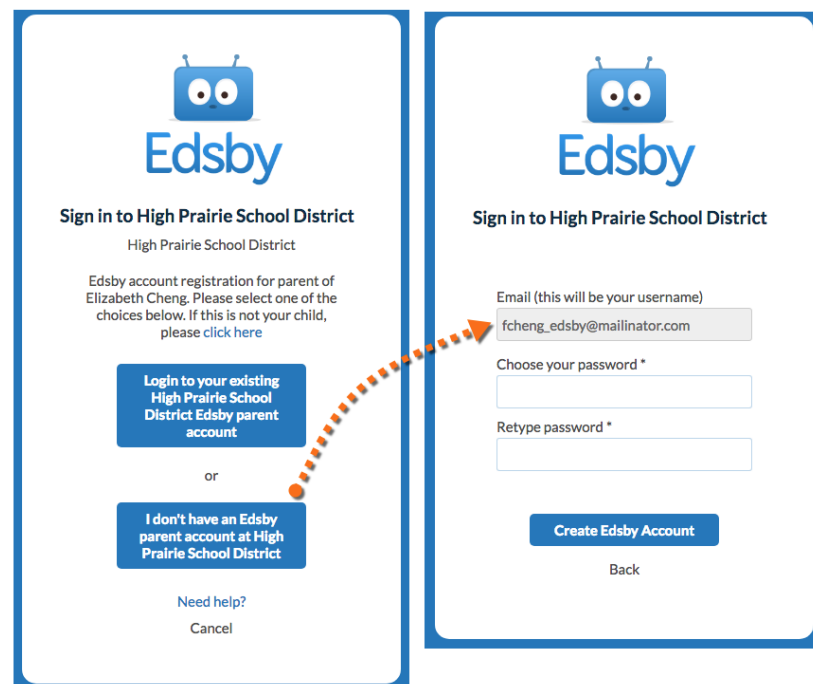 Edsby
Sign in to High Prairie School District
High Prairie School District
Edsby account registration for parent of
Elizabeth Cheng. Please select one of the
choices below. If this is not your child,
please click here
Login to your existing
High Prairie School
District Edsby parent
account
or
I don't have an Edsby
parent account at High
Prairie School District
Need help?
Cancel
Edsby
Sign in to High Prairie School District
Email (this will be your username)
fcheng_edsby@mailinator.com
Choose your password *
Retype password *
Create Edsby Account
Back